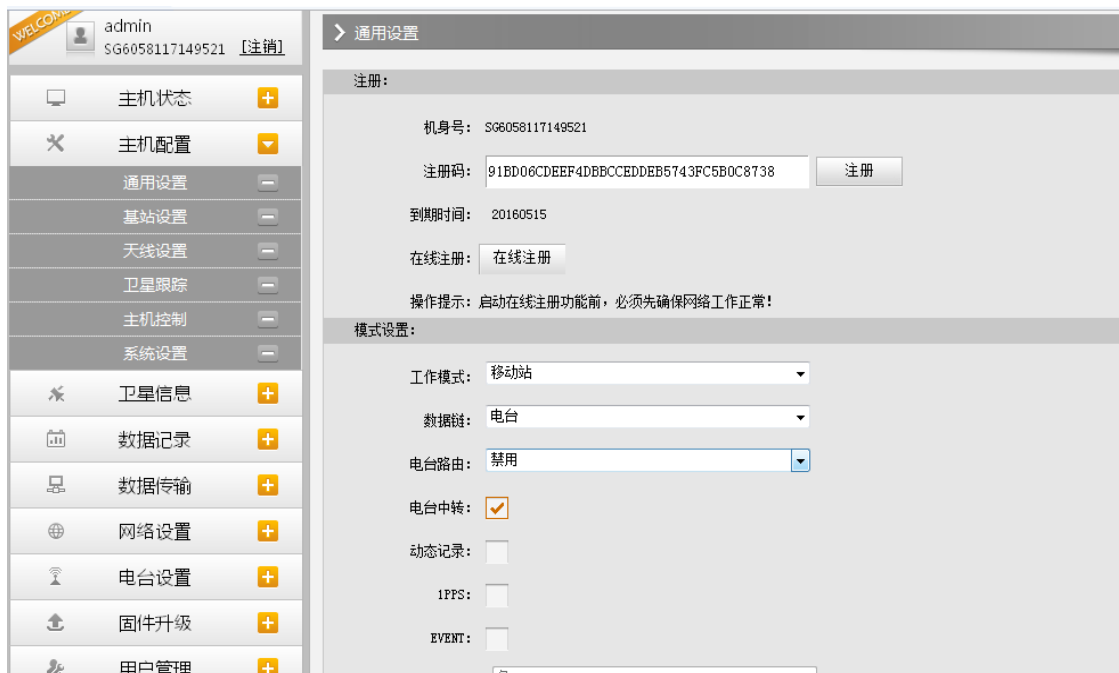 WELCOME
admin
SG6058117149521 [注销]
主机状态
主机配置
通用设置
基站设置
天线设置
卫星跟踪
主机控制
系统设置
卫星信息
数据记录
数据传输
网络设置
电台设置
固件升级
用户管理
通用设置
注册：
机身号： SG6058117149521
注册码： 91BD06CDEEF4DBBCCEDDEB5743FC5B0C8738 注册
到期时间： 20160515
在线注册： 在线注册
操作提示：启动在线注册功能前，必须先确保网络工作正常！
模式设置：
工作模式： 移动站
数据链： 电台
电台路由： 禁用
电台中转：
动态记录：
1PPS：
EVENT：